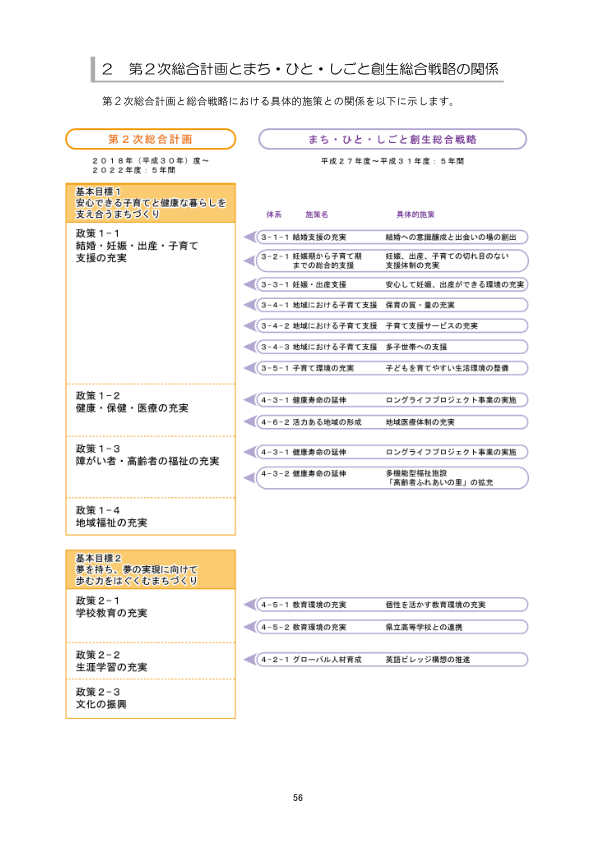 ２　第２次総合計画とまち・ひと・しごと創生総合戦略の関係
第２次総合計画と総合戦略における具体的施策との関係を以下に示します。
第２次総合計画
まち・ひと・しごと創生総合戦略
２０１８年（平成３０年）度～
２０２２年度：５年間
平成２７年度～平成３１年度：５年間
基本目標１
安心できる子育てと健康な暮らしを
支え合うまちづくり
体系　施策名　具体的施策
政策１−１
結婚・妊娠・出産・子育て
支援の充実
３−１−１ 結婚支援の充実　結婚への意識醸成と出会いの場の創出
３−２−１ 妊娠期から子育て期　妊娠、出産、子育ての切れ目のない
までの総合的支援　支援体制の充実
３−３−１ 妊娠・出産支援　安心して妊娠、出産ができる環境の充実
３−４−１ 地域における子育て支援　保育の質・量の充実
３−４−２ 地域における子育て支援　子育て支援サービスの充実
３−４−３ 地域における子育て支援　多子世帯への支援
３−５−１ 子育て環境の充実　子どもを育てやすい生活環境の整備
政策１−２
健康・保健・医療の充実
４−３−１ 健康寿命の延伸　ロングライフプロジェクト事業の実施
４−６−２ 活力ある地域の形成　地域医療体制の充実
政策１−３
障がい者・高齢者の福祉の充実
４−３−１ 健康寿命の延伸　ロングライフプロジェクト事業の実施
４−３−２ 健康寿命の延伸　多機能型福祉施設
「高齢者ふれあいの里」の拡充
政策１−４
地域福祉の充実
基本目標２
夢を持ち、夢の実現に向けて
歩む力をはぐくむまちづくり
政策２−１
学校教育の充実
４−５−１ 教育環境の充実　個性を活かす教育環境の充実
４−５−２ 教育環境の充実　県立高等学校との連携
政策２−２
生涯学習の充実
４−２−１ グローバル人材育成　英語ビレッジ構想の推進
政策２−３
文化の振興
56